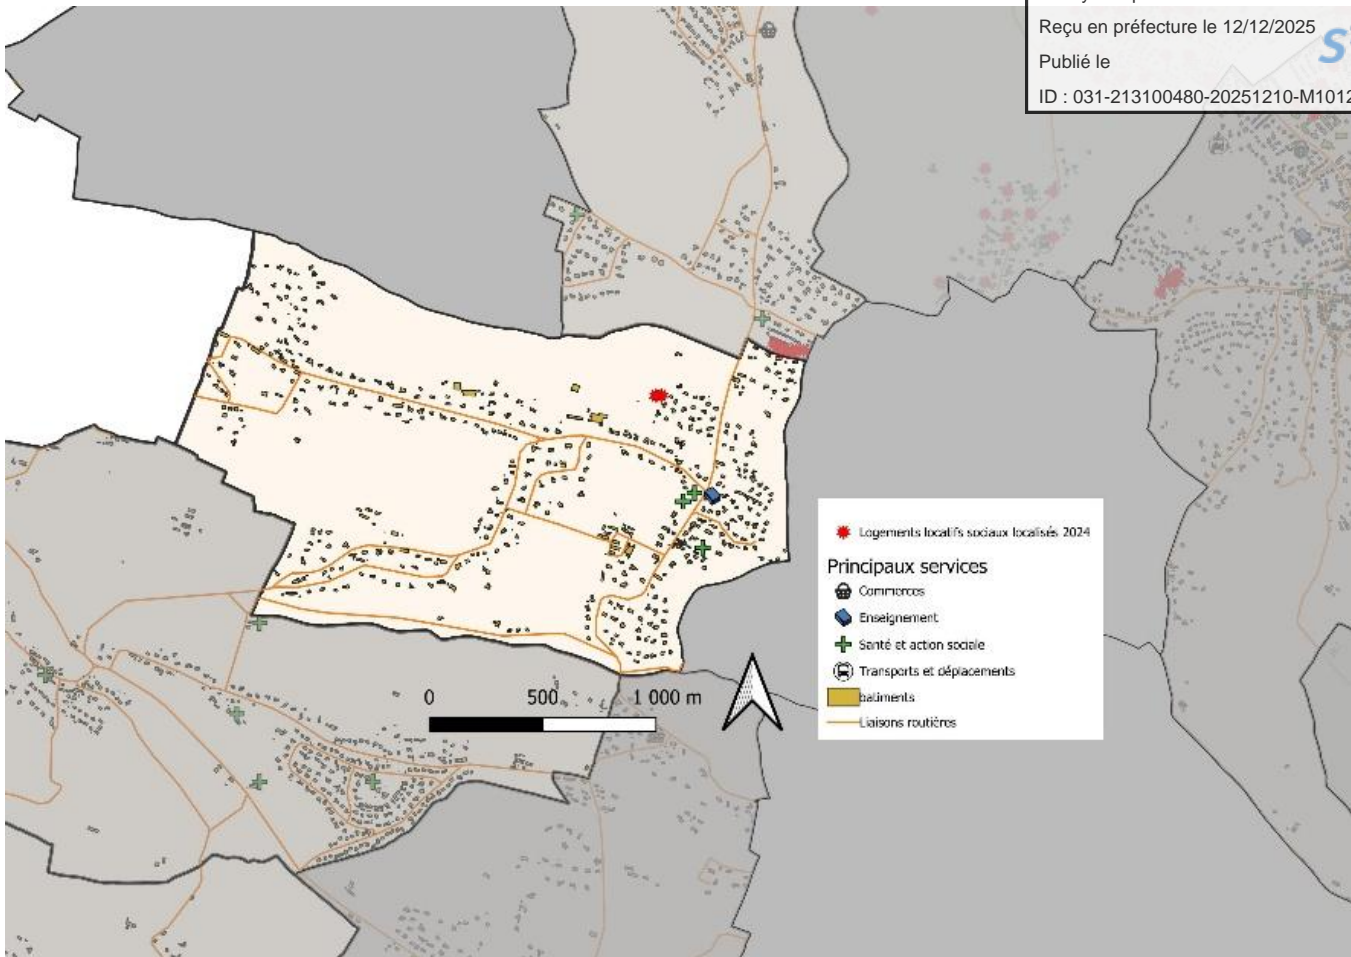 Reçu en préfecture le 12/12/2025
Publié le
ID : 031-213100480-20251210-M1012
Logements locatifs sociaux localisés 2024
Principaux services
Commerces
Enseignement
Santé et action sociale
Transports et déplacements
batiments
Liaisons routières
0 500 1 000 m